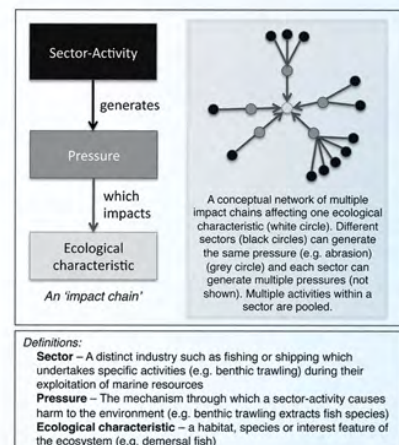 Sector-Activity
generates
Pressure
which
impacts
Ecological
characteristic
An 'impact chain'
A conceptual network of multiple
impact chains affecting one ecological
characteristic (white circle). Different
sectors (black circles) can generate
the same pressure (e.g. abrasion)
(grey circle) and each sector can
generate multiple pressures (not
shown). Multiple activities within a
sector are pooled.
Definitions:
Sector – A distinct industry such as fishing or shipping which
undertakes specific activities (e.g. benthic trawling) during their
exploitation of marine resources
Pressure – The mechanism through which a sector-activity causes
harm to the environment (e.g. benthic trawling extracts fish species)
Ecological characteristic – a habitat, species or interest feature of
the ecosystem (e.g. demersal fish)